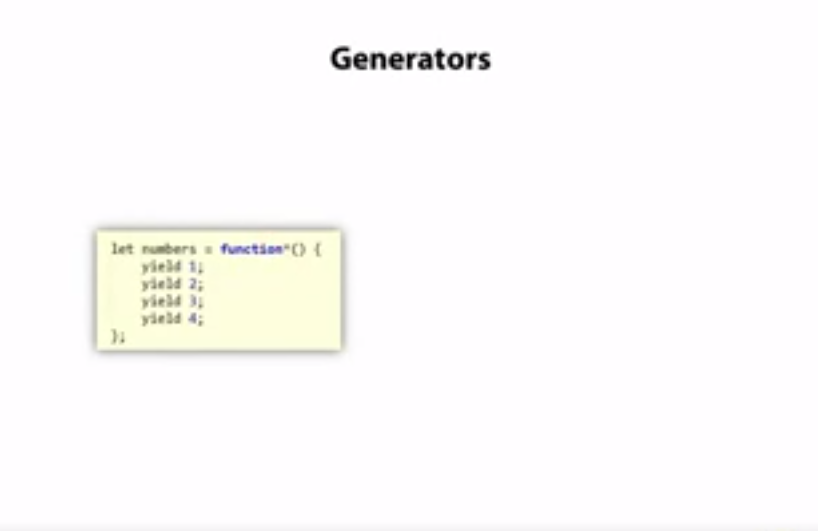 Generators
let numbers = function*() {
yield 1;
yield 2;
yield 3;
yield 4;
};